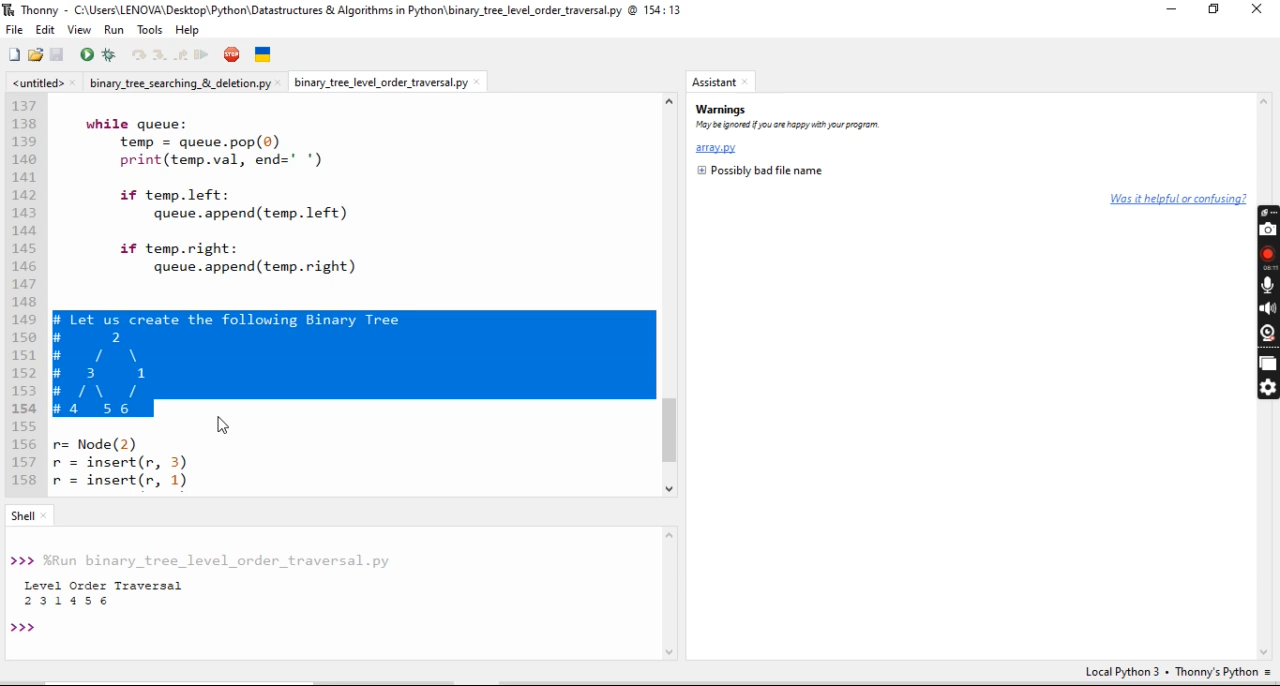 Thonny - C:\Users\LENOVA\Desktop\Python\Datastructures & Algorithms in Python\binary_tree_level_order_traversal.py @ 154 : 13
File Edit View Run Tools Help
STOP
<untitled> × binary_tree_searching_&_deletion.py × binary_tree_level_order_traversal.py ×
137
138     while queue:
139         temp = queue.pop(0)
140         print(temp.val, end=' ')
141
142         if temp.left:
143             queue.append(temp.left)
144
145         if temp.right:
146             queue.append(temp.right)
147
148
149 # Let us create the following Binary Tree
150 #      2
151 #    /   \
152 #   3     1
153 #  / \   /
154 # 4   5 6
155
156 r= Node(2)
157 r = insert(r, 3)
158 r = insert(r, 1)
Shell ×
>>> %Run binary_tree_level_order_traversal.py
Level Order Traversal
2 3 1 4 5 6
>>>
Assistant ×
Warnings
May be ignored if you are happy with your program.
array.py
Possibly bad file name
Was it helpful or confusing?
08:11
Local Python 3 • Thonny's Python ≡